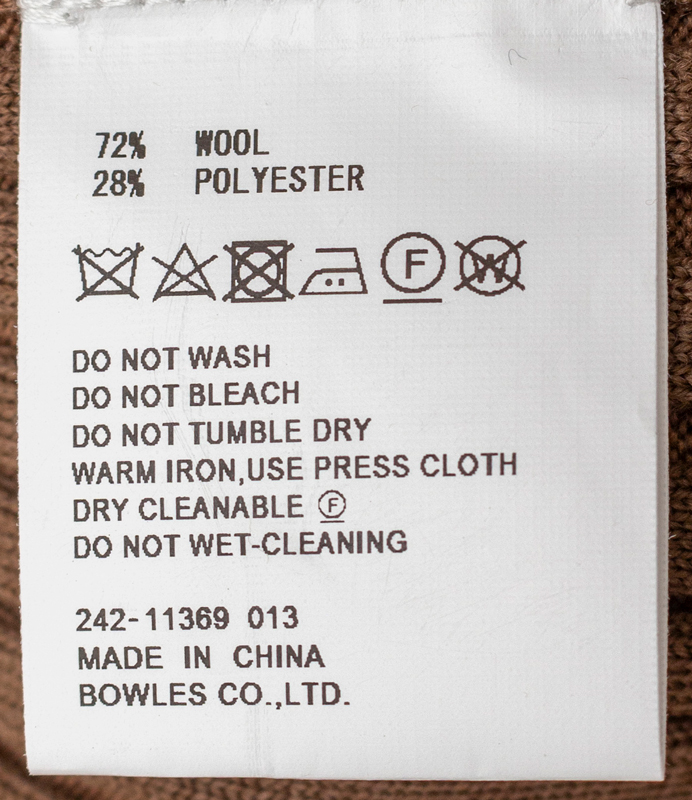 72% WOOL
28% POLYESTER
F W
DO NOT WASH
DO NOT BLEACH
DO NOT TUMBLE DRY
WARM IRON,USE PRESS CLOTH
DRY CLEANABLE Ⓕ
DO NOT WET-CLEANING
242-11369 013
MADE IN CHINA
BOWLES CO.,LTD.